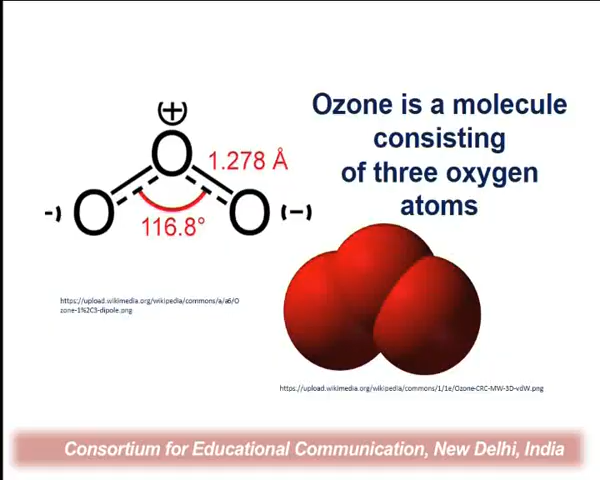 (+)
O
1.278 Å
O
O
-)
(−)
116.8°
Ozone is a molecule
consisting
of three oxygen
atoms
https://upload.wikimedia.org/wikipedia/commons/a/a6/O
zone-1%2C3-dipole.png
https://upload.wikimedia.org/wikipedia/commons/1/1e/Ozone-CRC-MW-3D-vdW.png
Consortium for Educational Communication, New Delhi, India